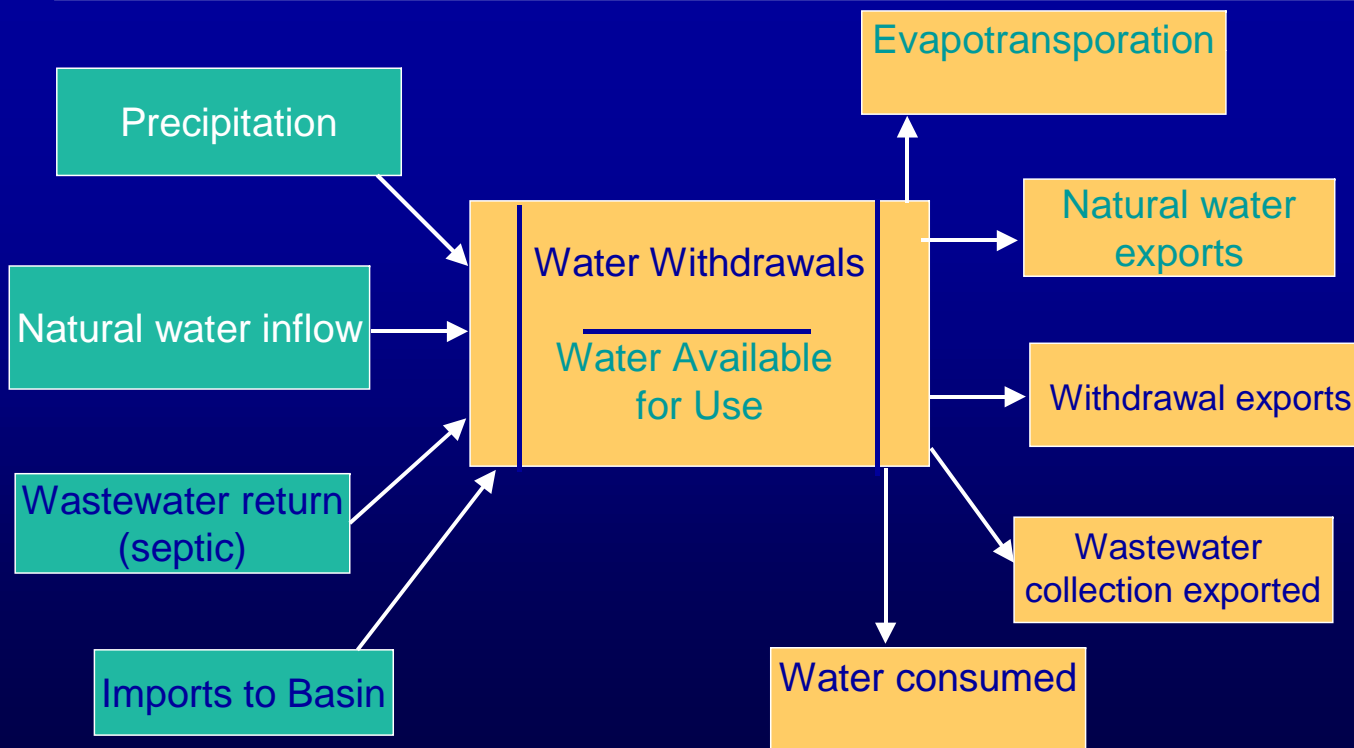 Evapotransporation
Precipitation
Natural water
exports
Water Withdrawals
Natural water inflow
Water Available
for Use
Withdrawal exports
Wastewater return
(septic)
Wastewater
collection exported
Imports to Basin
Water consumed